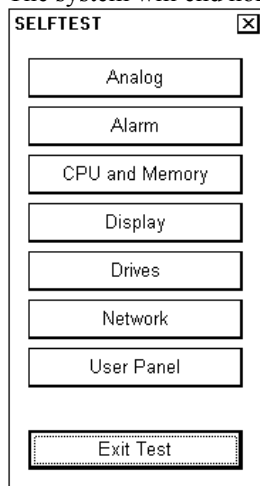 SELFTEST
Analog
Alarm
CPU and Memory
Display
Drives
Network
User Panel
Exit Test